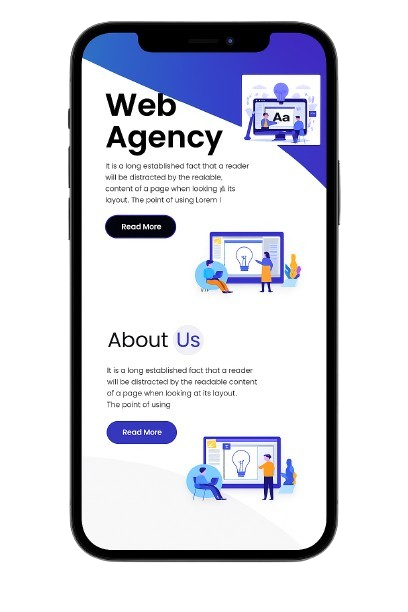 Web
Agency
Aa
It is a long established fact that a reader
will be distracted by the realable,
content of a page when looking its
layout. The point of using Lorem I
Read More
About Us
It is a long established fact that a reader
will be distracted by the readable content
of a page when looking at its layout.
The point of using
Read More